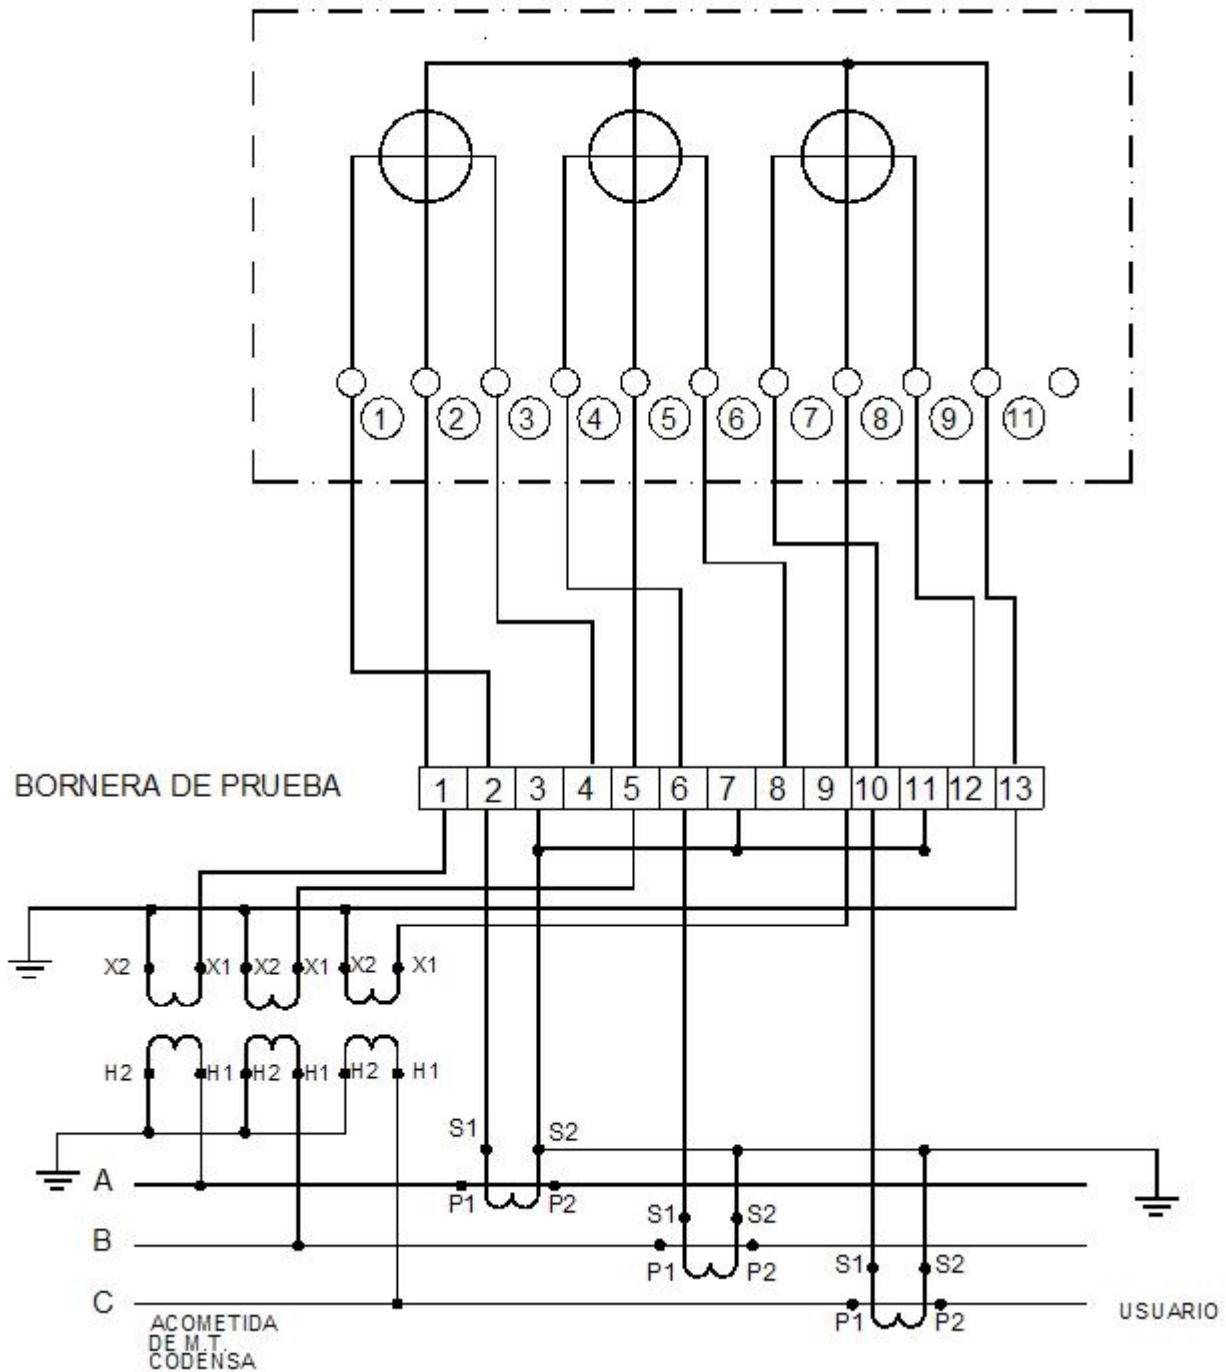 1 2 3 4 5 6 7 8 9 11
BORNERA DE PRUEBA
1 2 3 4 5 6 7 8 9 10 11 12 13
X2 X1 X2 X1 X2 X1
H2 H1 H2 H1 H2 H1
S1 S2
A
P1 P2
S1 S2
B
P1 P2
S1 S2
C
P1 P2
USUARIO
ACOMETIDA
DE M.T.
CODENSA